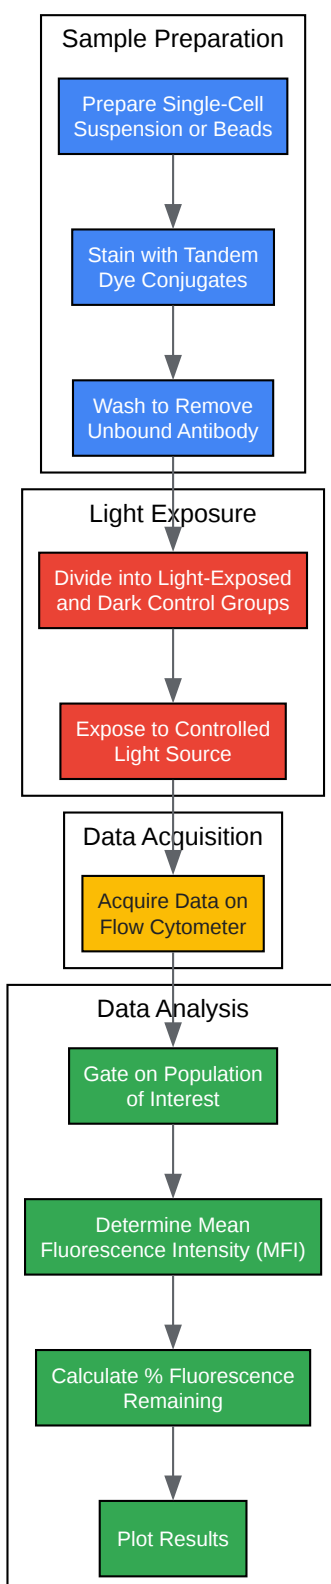 Sample Preparation
Prepare Single-Cell
Suspension or Beads
Stain with Tandem
Dye Conjugates
Wash to Remove
Unbound Antibody
Light Exposure
Divide into Light-Exposed
and Dark Control Groups
Expose to Controlled
Light Source
Data Acquisition
Acquire Data on
Flow Cytometer
Data Analysis
Gate on Population
of Interest
Determine Mean
Fluorescence Intensity (MFI)
Calculate % Fluorescence
Remaining
Plot Results